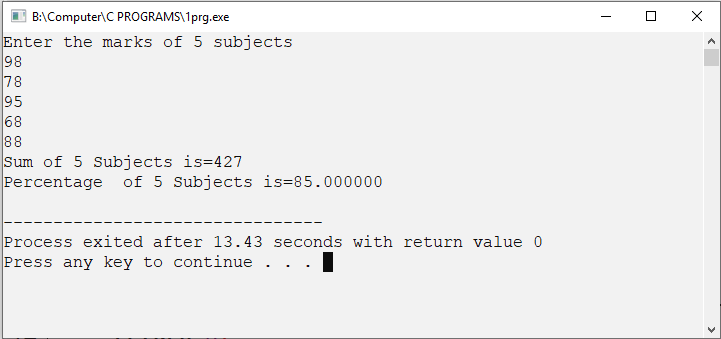 B:\Computer\C PROGRAMS\1prg.exe
Enter the marks of 5 subjects
98
78
95
68
88
Sum of 5 Subjects is=427
Percentage  of 5 Subjects is=85.000000
--------------------------------
Process exited after 13.43 seconds with return value 0
Press any key to continue . . .